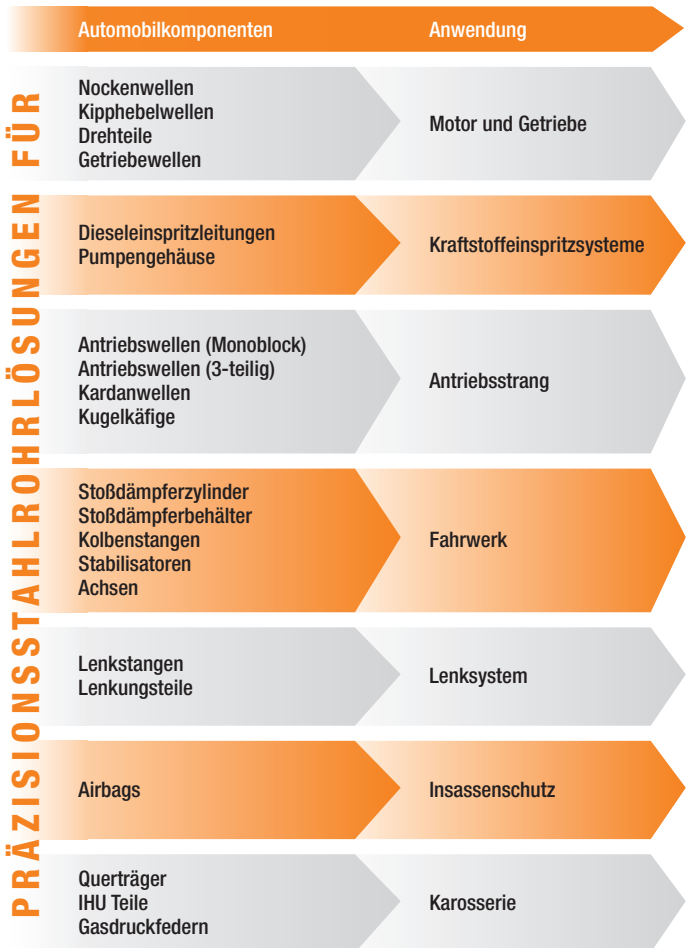 PRÄZISIONSSTAHLROHRLÖSUNGEN FÜR
Automobilkomponenten
Anwendung
Nockenwellen
Kipphebelwellen
Drehteile
Getriebewellen
Motor und Getriebe
Dieseleinspritzleitungen
Pumpengehäuse
Kraftstoffeinspritzsysteme
Antriebswellen (Monoblock)
Antriebswellen (3-teilig)
Kardanwellen
Kugelkäfige
Antriebsstrang
Stoßdämpferzylinder
Stoßdämpferbehälter
Kolbenstangen
Stabilisatoren
Achsen
Fahrwerk
Lenkstangen
Lenkungsteile
Lenksystem
Airbags
Insassenschutz
Querträger
IHU Teile
Gasdruckfedern
Karosserie